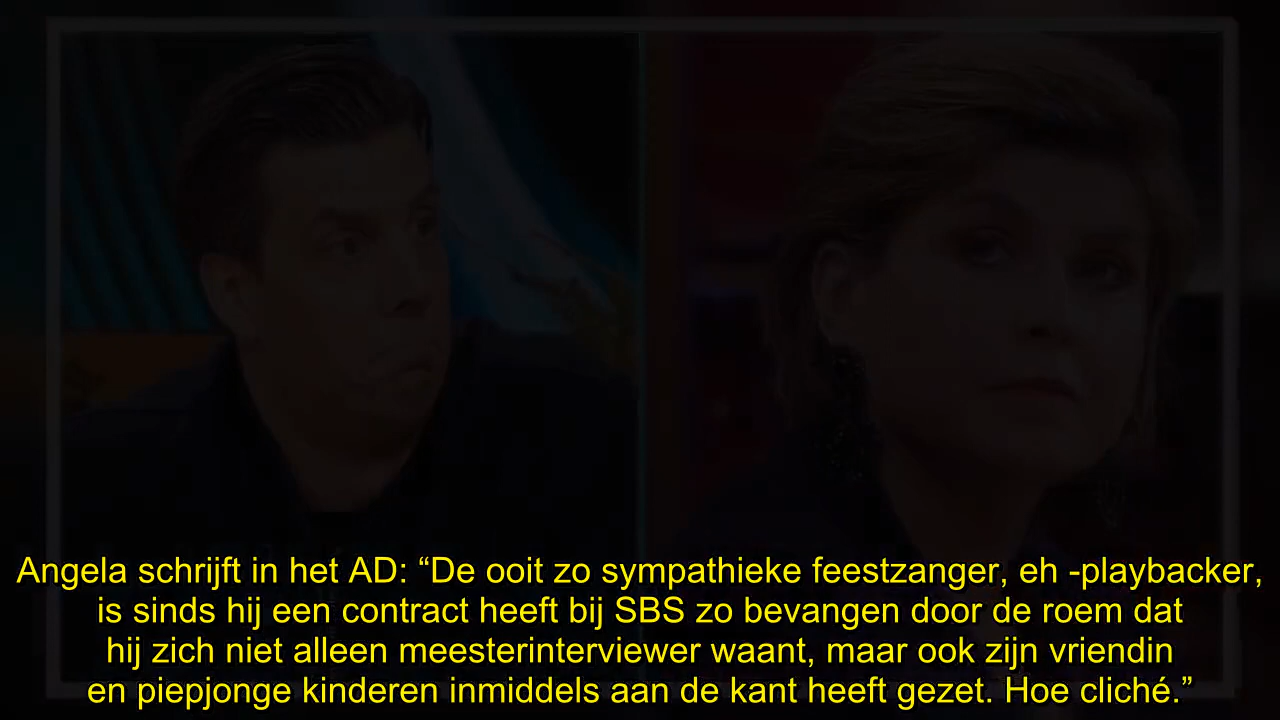 Angela schrijft in het AD: “De ooit zo sympathieke feestzanger, eh -playbacker,
is sinds hij een contract heeft bij SBS zo bevangen door de roem dat
hij zich niet alleen meesterinterviewer waant, maar ook zijn vriendin
en piepjonge kinderen inmiddels aan de kant heeft gezet. Hoe cliché.”